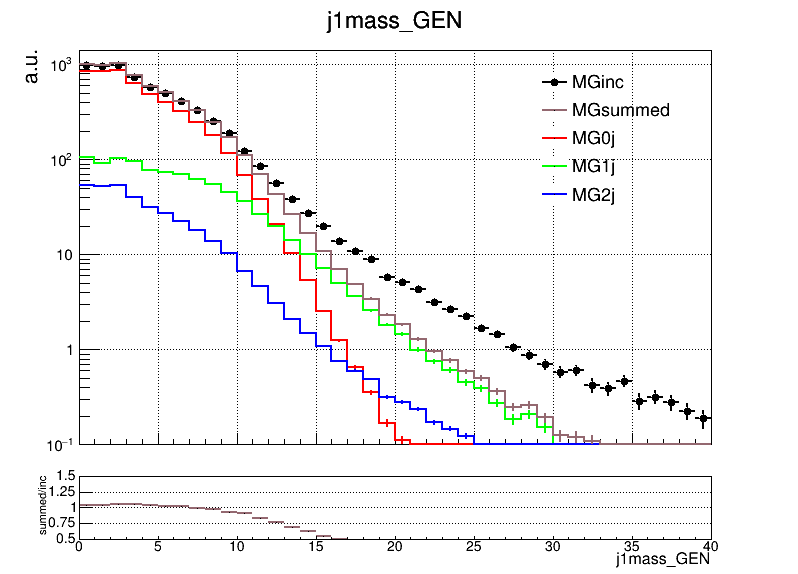 j1mass_GEN
a.u.
10³
10²
10
1
10⁻¹
MGinc
MGsummed
MG0j
MG1j
MG2j
summed/inc
1.5
1.25
1
0.75
0.5
0 5 10 15 20 25 30 35 40
j1mass_GEN